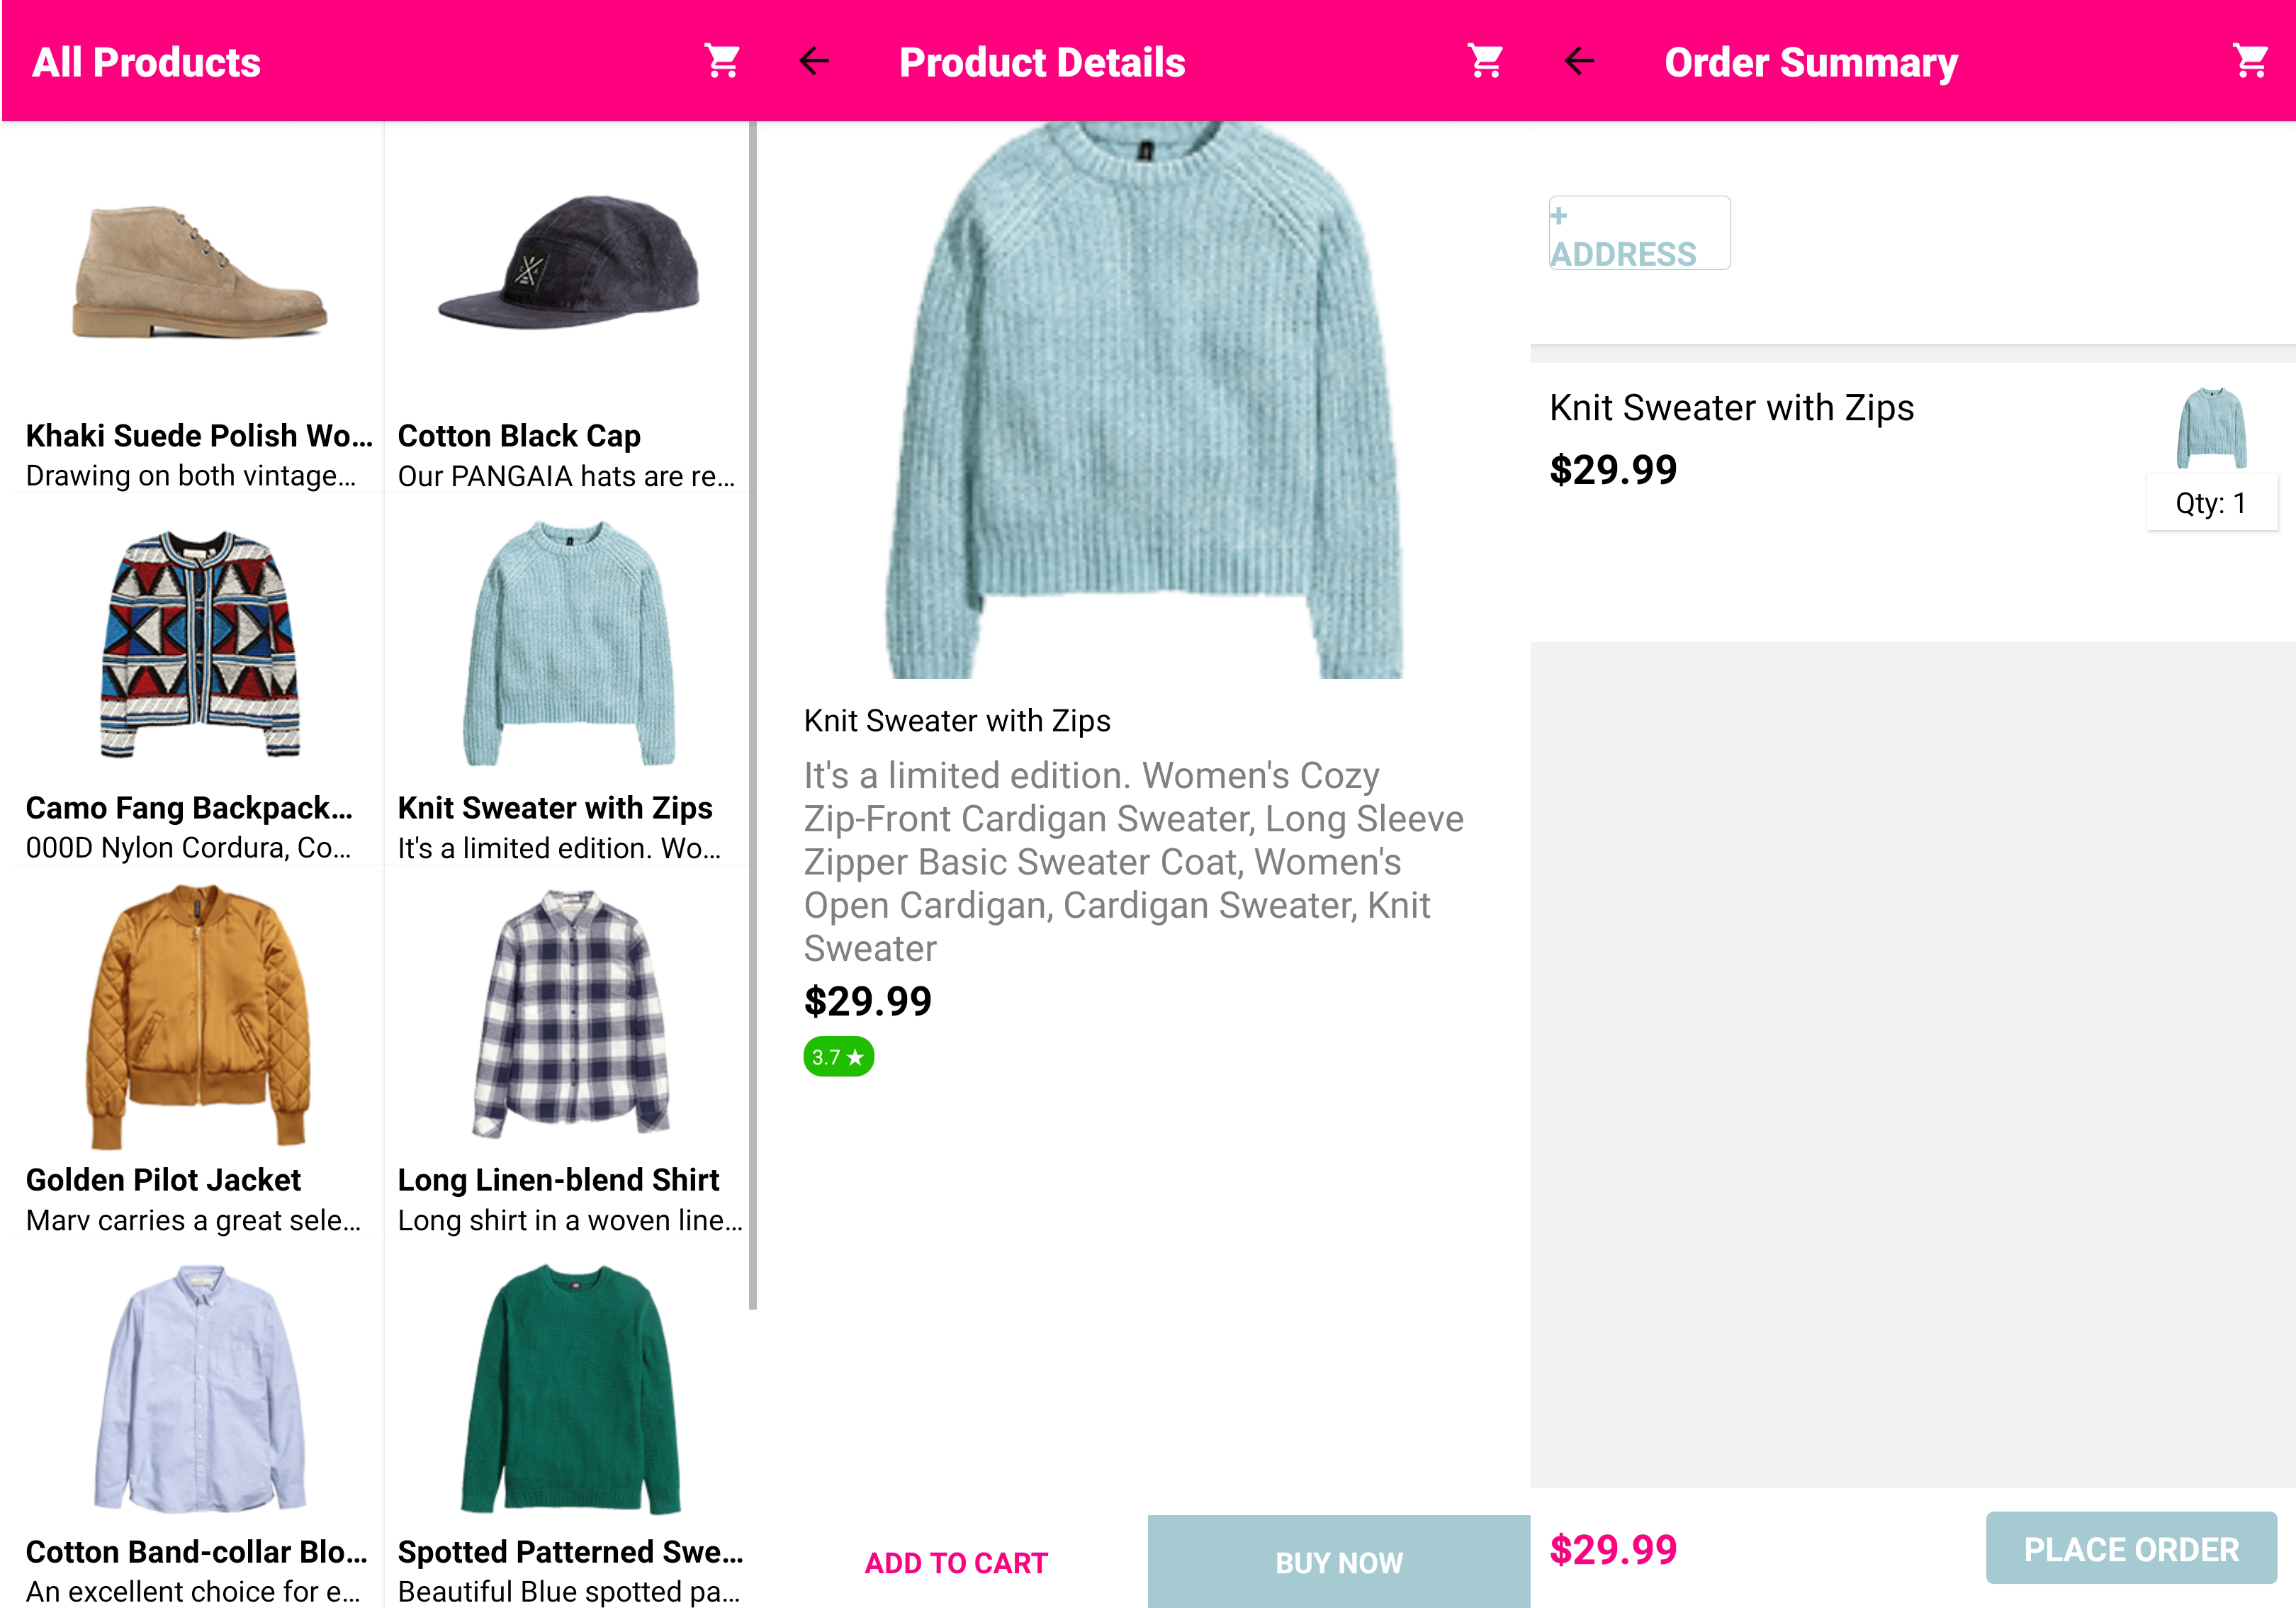 All Products
Khaki Suede Polish Wo...
Drawing on both vintage...
Cotton Black Cap
Our PANGAIA hats are re...
Camo Fang Backpack...
000D Nylon Cordura, Co...
Knit Sweater with Zips
It's a limited edition. Wo...
Golden Pilot Jacket
Marv carries a great sele...
Long Linen-blend Shirt
Long shirt in a woven line...
Cotton Band-collar Blo...
An excellent choice for e...
Spotted Patterned Swe...
Beautiful Blue spotted pa...
Product Details
Knit Sweater with Zips
It's a limited edition. Women's Cozy
Zip-Front Cardigan Sweater, Long Sleeve
Zipper Basic Sweater Coat, Women's
Open Cardigan, Cardigan Sweater, Knit
Sweater
$29.99
3.7 ★
ADD TO CART
BUY NOW
Order Summary
+
ADDRESS
Knit Sweater with Zips
$29.99
Qty: 1
$29.99
PLACE ORDER